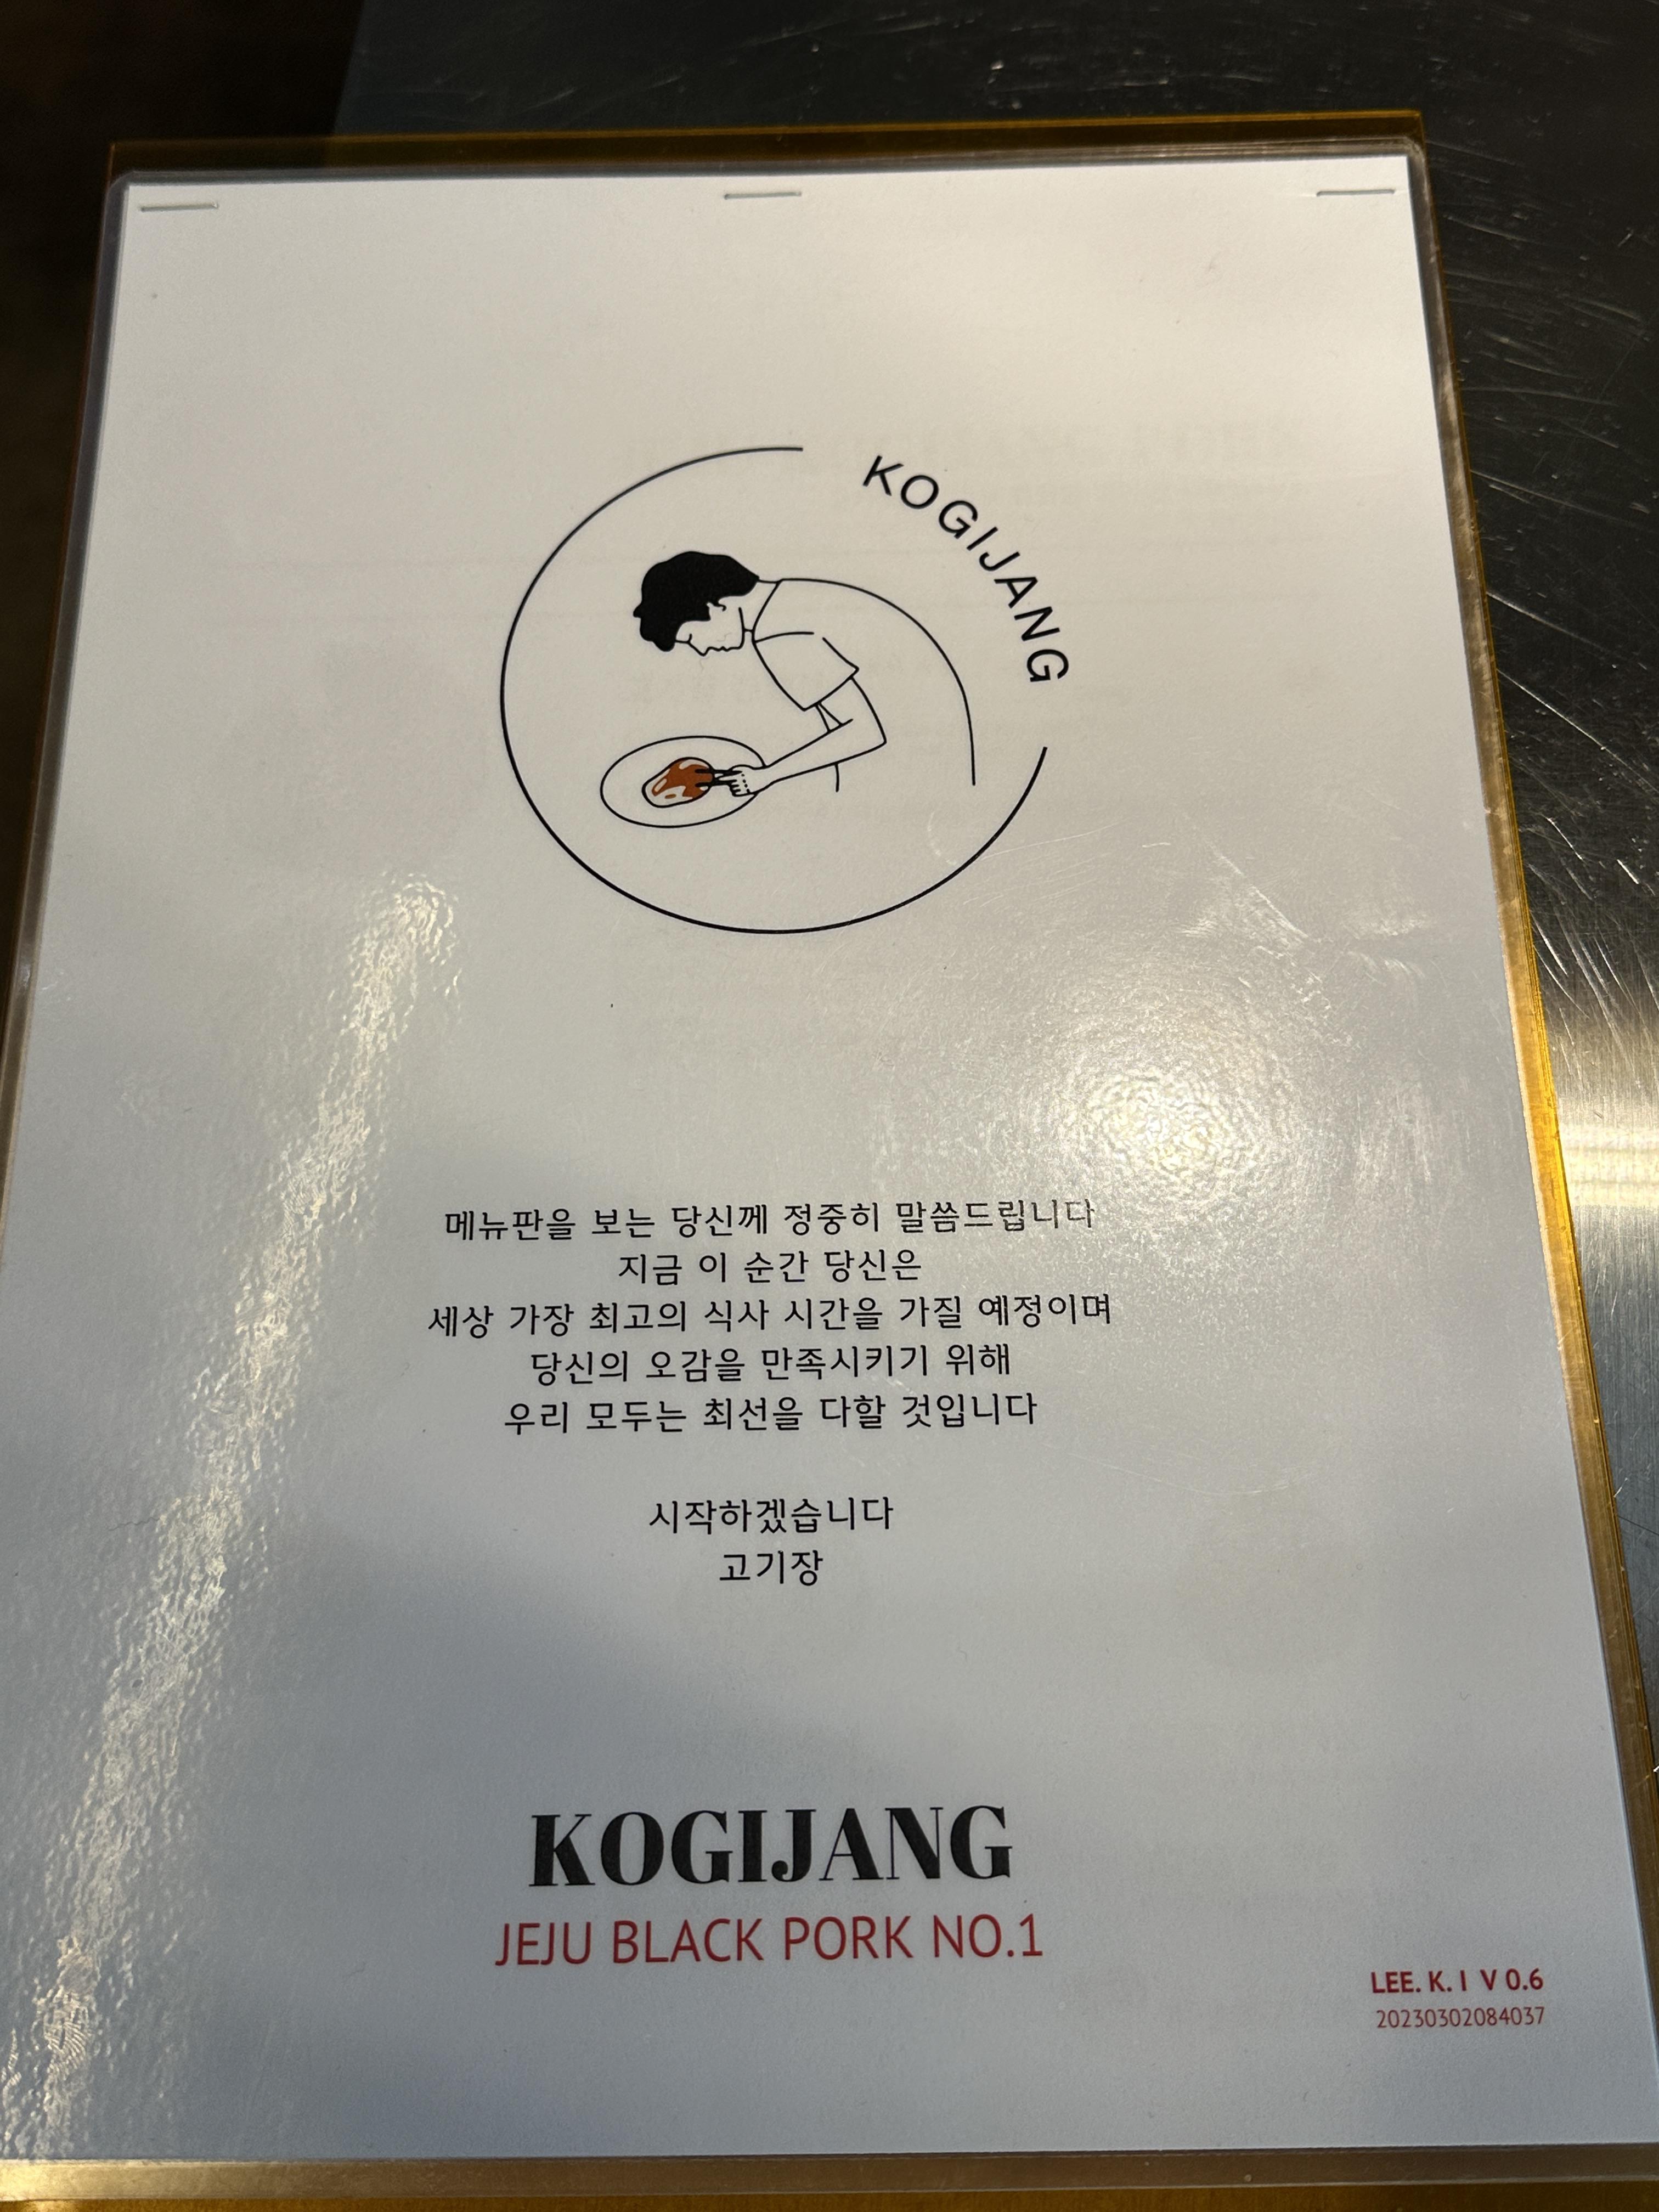 KOGIJANG
메뉴판을 보는 당신께 정중히 말씀드립니다
지금 이 순간 당신은
세상 가장 최고의 식사 시간을 가질 예정이며
당신의 오감을 만족시키기 위해
우리 모두는 최선을 다할 것입니다
시작하겠습니다
고기장
KOGIJANG
JEJU BLACK PORK NO.1
LEE. K. I V 0.6
20230302084037